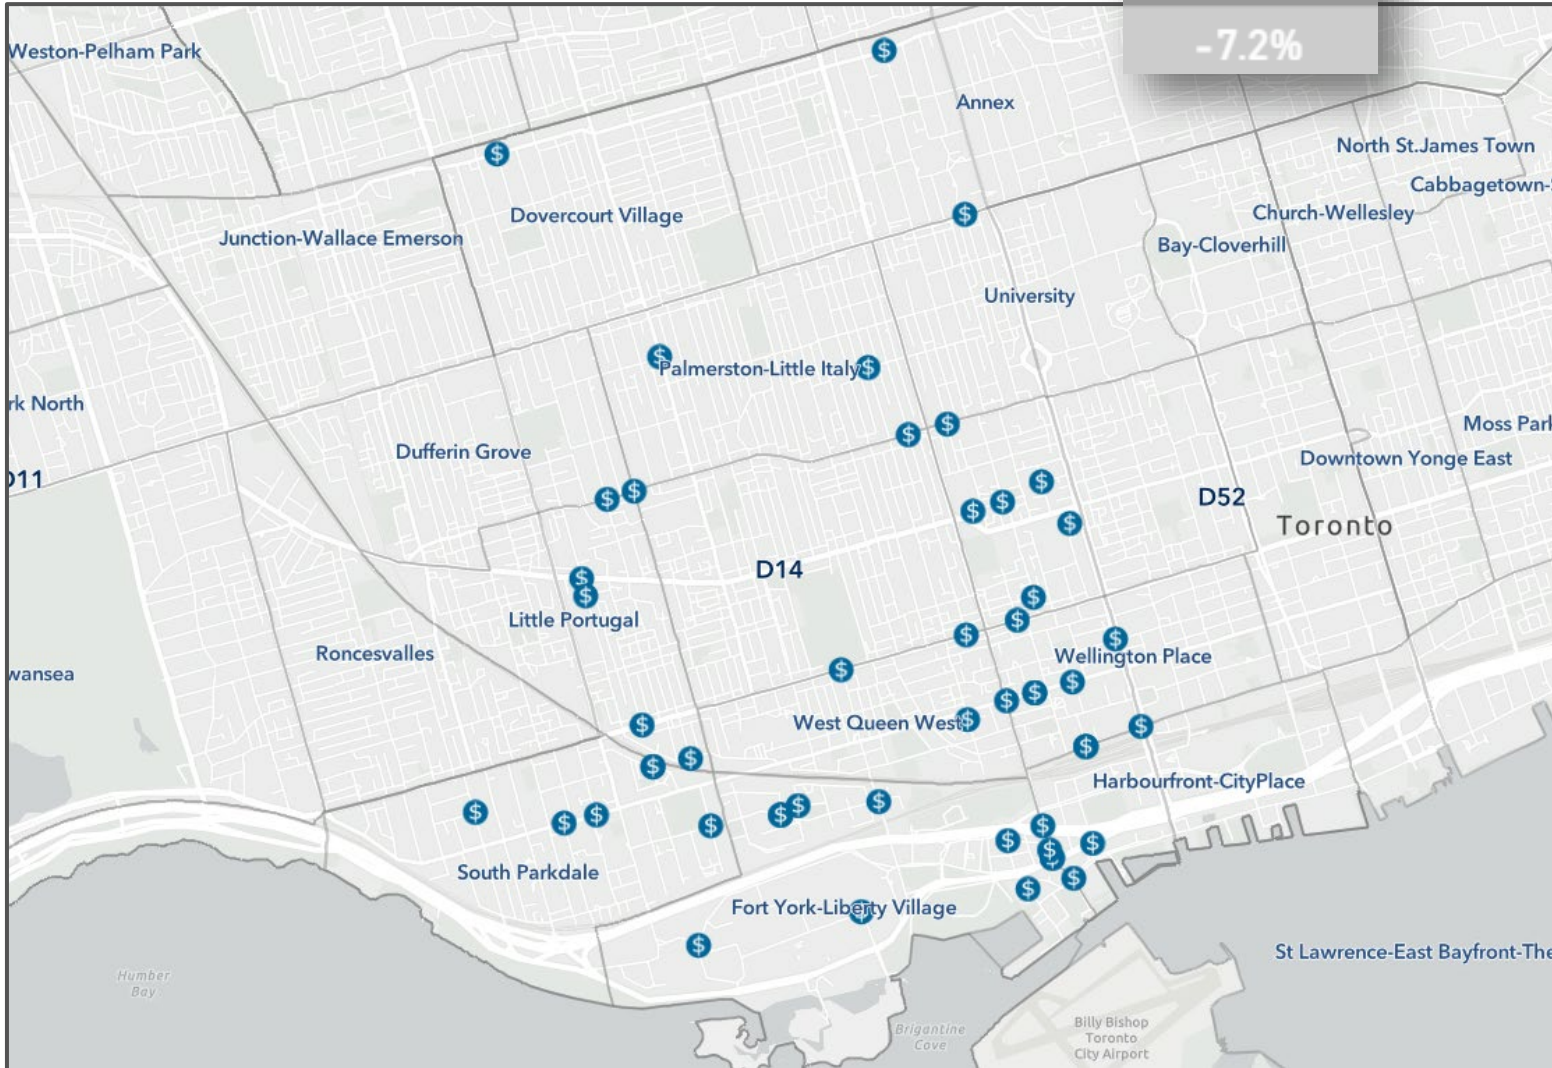 -7.2%
Weston-Pelham Park
Annex
North St.James Town
Cabbagetown-
Dovercourt Village
Church-Wellesley
Junction-Wallace Emerson
Bay-Cloverhill
University
Palmerston-Little Italy
rk North
Moss Park
Dufferin Grove
Downtown Yonge East
D11
D52
Toronto
D14
Little Portugal
Roncesvalles
Wellington Place
wansea
West Queen West
Harbourfront-CityPlace
South Parkdale
Fort York-Liberty Village
St Lawrence-East Bayfront-The
Humber
Bay
Brigantine
Cove
Billy Bishop
Toronto
City Airport